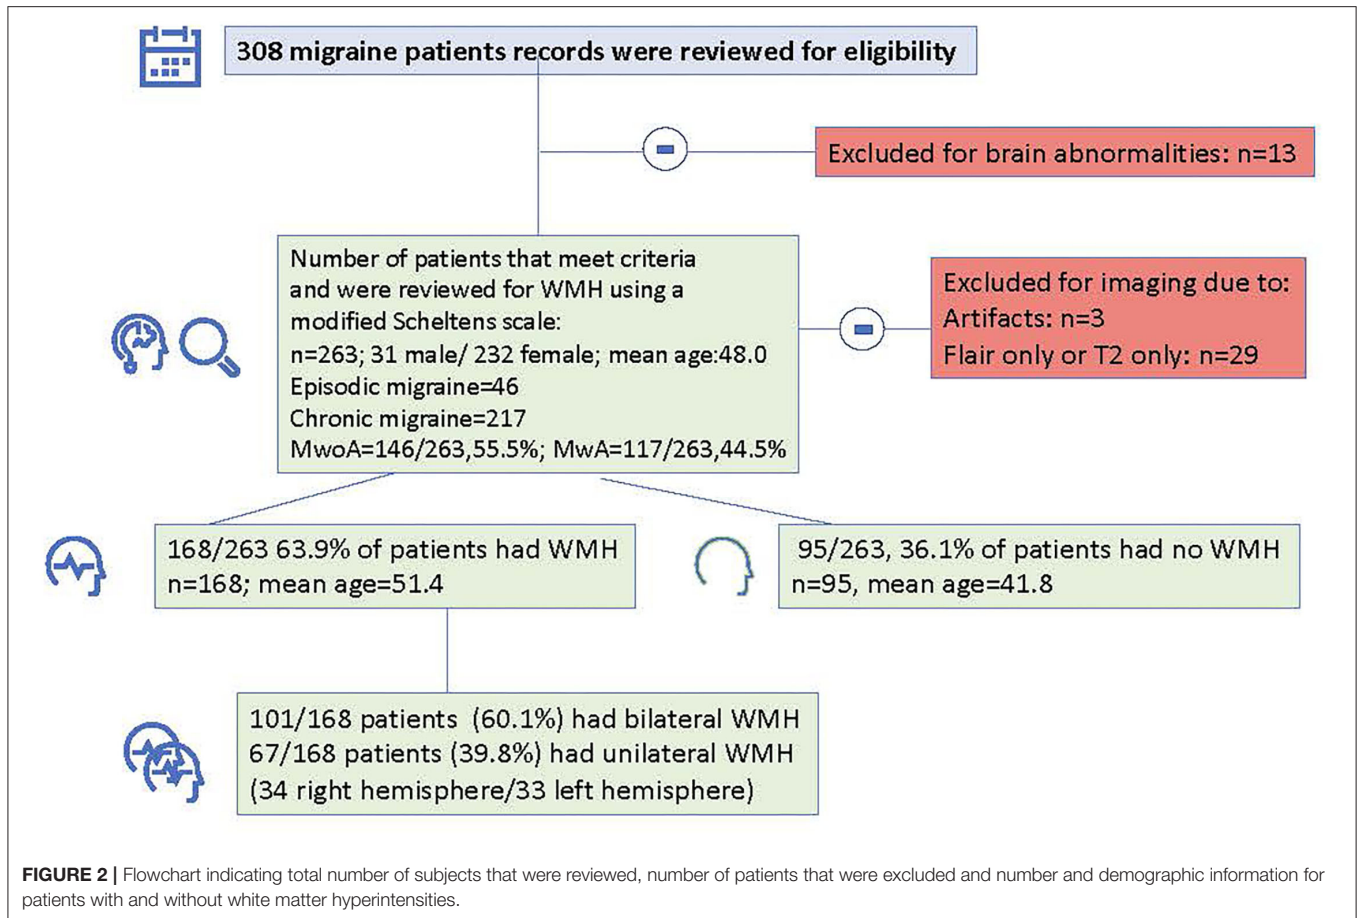 308 migraine patients records were reviewed for eligibility
Excluded for brain abnormalities: n=13
Number of patients that meet criteria
and were reviewed for WMH using a
modified Scheltens scale:
n=263; 31 male/ 232 female; mean age:48.0
Episodic migraine=46
Chronic migraine=217
MwoA=146/263,55.5%; MwA=117/263,44.5%
Excluded for imaging due to:
Artifacts: n=3
Flair only or T2 only: n=29
168/263 63.9% of patients had WMH
n=168; mean age=51.4
95/263, 36.1% of patients had no WMH
n=95, mean age=41.8
101/168 patients (60.1%) had bilateral WMH
67/168 patients (39.8%) had unilateral WMH
(34 right hemisphere/33 left hemisphere)
FIGURE 2 | Flowchart indicating total number of subjects that were reviewed, number of patients that were excluded and number and demographic information for
patients with and without white matter hyperintensities.